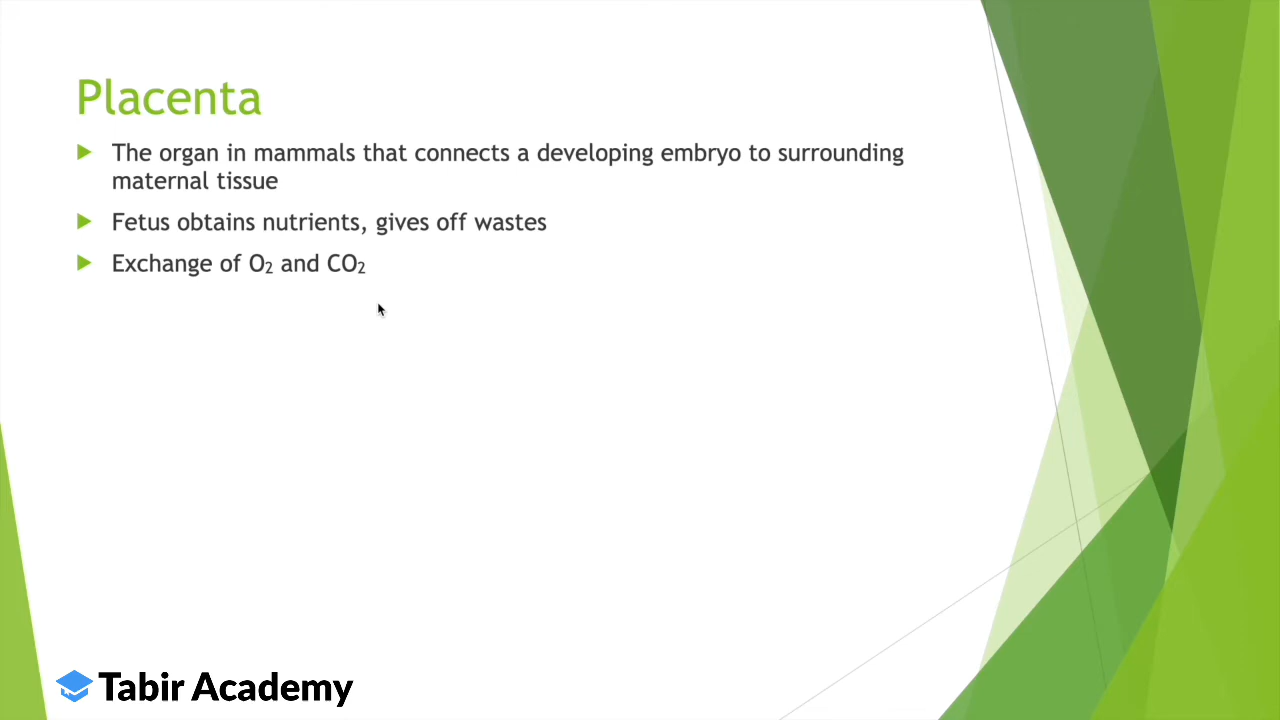 Placenta
The organ in mammals that connects a developing embryo to surrounding
maternal tissue
Fetus obtains nutrients, gives off wastes
Exchange of O₂ and CO₂
Tabir Academy